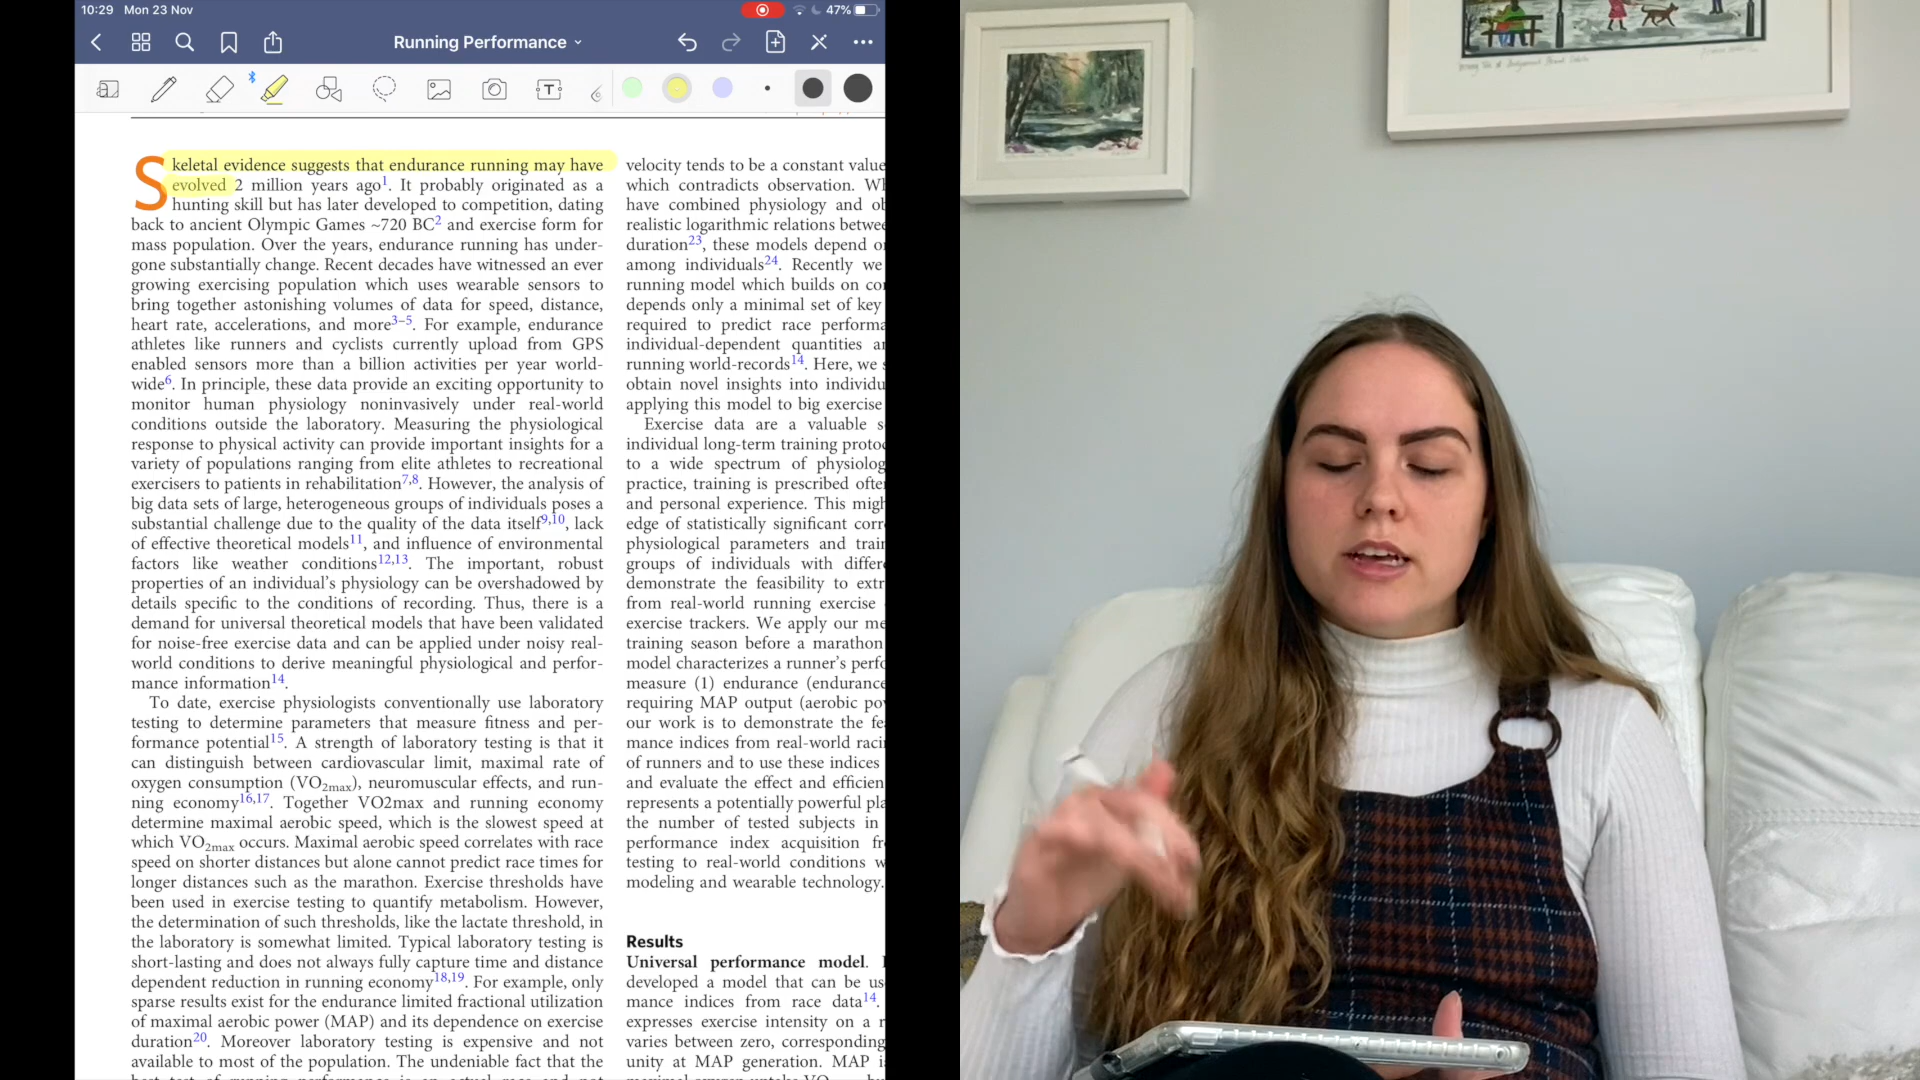 10:29 Mon 23 Nov
47%
Running Performance
T
Skeletal evidence suggests that endurance running may have
evolved 2 million years ago1. It probably originated as a
hunting skill but has later developed to competition, dating
back to ancient Olympic Games ~720 BC2 and exercise form for
mass population. Over the years, endurance running has under-
gone substantially change. Recent decades have witnessed an ever
growing exercising population which uses wearable sensors to
bring together astonishing volumes of data for speed, distance,
heart rate, accelerations, and more3–5. For example, endurance
athletes like runners and cyclists currently upload from GPS
enabled sensors more than a billion activities per year world-
wide6. In principle, these data provide an exciting opportunity to
monitor human physiology noninvasively under real-world
conditions outside the laboratory. Measuring the physiological
response to physical activity can provide important insights for a
variety of populations ranging from elite athletes to recreational
exercisers to patients in rehabilitation7,8. However, the analysis of
big data sets of large, heterogeneous groups of individuals poses a
substantial challenge due to the quality of the data itself9,10, lack
of effective theoretical models11, and influence of environmental
factors like weather conditions12,13. The important, robust
properties of an individual's physiology can be overshadowed by
details specific to the conditions of recording. Thus, there is a
demand for universal theoretical models that have been validated
for noise-free exercise data and can be applied under noisy real-
world conditions to derive meaningful physiological and perfor-
mance information14.
To date, exercise physiologists conventionally use laboratory
testing to determine parameters that measure fitness and per-
formance potential15. A strength of laboratory testing is that it
can distinguish between cardiovascular limit, maximal rate of
oxygen consumption (VO2max), neuromuscular effects, and run-
ning economy16,17. Together VO2max and running economy
determine maximal aerobic speed, which is the slowest speed at
which VO2max occurs. Maximal aerobic speed correlates with race
speed on shorter distances but alone cannot predict race times for
longer distances such as the marathon. Exercise thresholds have
been used in exercise testing to quantify metabolism. However,
the determination of such thresholds, like the lactate threshold, in
the laboratory is somewhat limited. Typical laboratory testing is
short-lasting and does not always fully capture time and distance
dependent reduction in running economy18,19. For example, only
sparse results exist for the endurance limited fractional utilization
of maximal aerobic power (MAP) and its dependence on exercise
duration20. Moreover laboratory testing is expensive and not
available to most of the population. The undeniable fact that the
velocity tends to be a constant value
which contradicts observation.
have combined physiology and
realistic logarithmic relations
duration23, these models depend
among individuals24. Recently we
running model which builds on
depends only a minimal set of key
required to predict race
individual-dependent quantities
running world-records14. Here, we
obtain novel insights into
applying this model to big exercise
Exercise data are a valuable
individual long-term training
to a wide spectrum of
practice, training is prescribed
and personal experience. This
edge of statistically significant
physiological parameters and
groups of individuals with
demonstrate the feasibility to
from real-world running exercise
exercise trackers. We apply our
training season before a marathon
model characterizes a runner's
measure (1) endurance (endurance
requiring MAP output (aerobic
our work is to demonstrate the
mance indices from real-world
of runners and to use these indices
and evaluate the effect and
represents a potentially powerful
the number of tested subjects in
performance index acquisition
testing to real-world conditions
modeling and wearable technology.
Results
Universal performance model.
developed a model that can be
mance indices from race data14.
expresses exercise intensity on a
varies between zero, corresponding
unity at MAP generation. MAP